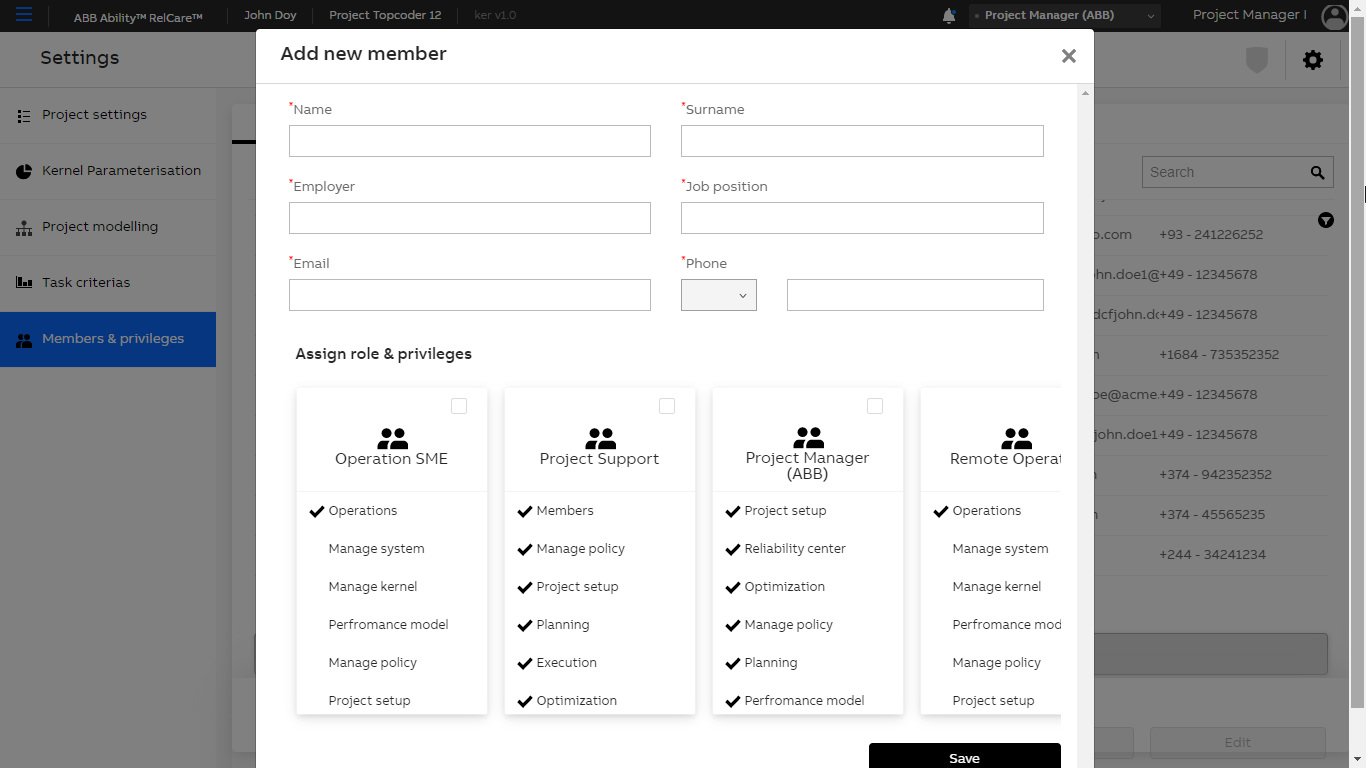 ABB Ability™ RelCare™
John Doy
Project Topcoder 12
ker v1.0
Project Manager (ABB)
Project Manager I
Settings
Project settings
Kernel Parameterisation
Project modelling
Task criterias
Members & privileges
Add new member
*Name
*Surname
*Employer
*Job position
*Email
*Phone
Assign role & privileges
Operation SME
Operations
Manage system
Manage kernel
Perfromance model
Manage policy
Project setup
Project Support
Members
Manage policy
Project setup
Planning
Execution
Optimization
Project Manager
(ABB)
Project setup
Reliability center
Optimization
Manage policy
Planning
Perfromance model
Remote Operat
Operations
Manage system
Manage kernel
Perfromance mod
Manage policy
Project setup
Save
Search
o.com +93 - 241226252
hn.doe1@ +49 - 12345678
dcfjohn.do +49 - 12345678
m +1684 - 735352352
oe@acme. +49 - 12345678
john.doe1 +49 - 12345678
+374 - 942352352
+374 - 45565235
+244 - 34241234
Edit